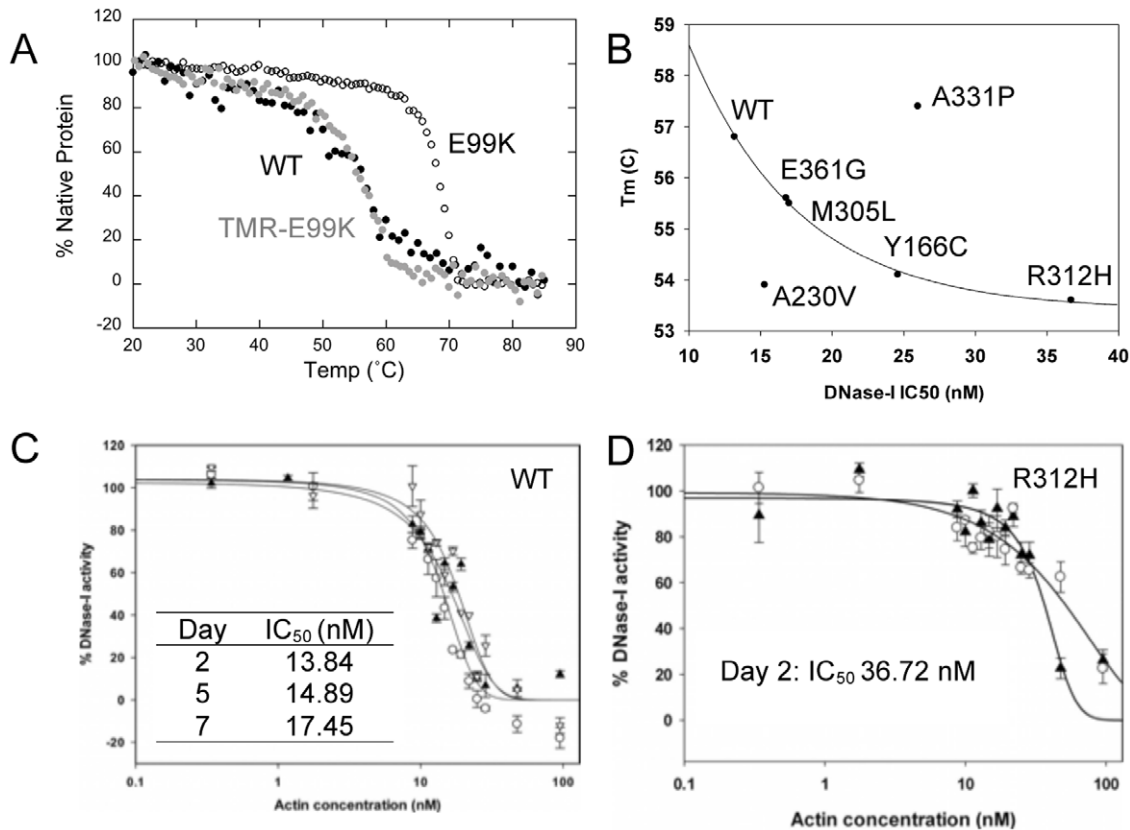 A
% Native Protein
120
100
80
60
40
20
0
-20
WT
E99K
TMR-E99K
20 30 40 50 60 70 80 90
Temp (˚C)
B
Tm (C)
59
58
57
56
55
54
53
WT
A331P
E361G
M305L
Y166C
A230V
R312H
10 15 20 25 30 35 40
DNase-I IC50 (nM)
C
WT
% DNase-I activity
120
100
80
60
40
20
0
-20
Day IC₅₀ (nM)
2 13.84
5 14.89
7 17.45
0.1 1 10 100
Actin concentration (nM)
D
R312H
% DNase-I activity
120
100
80
60
40
20
0
Day 2: IC₅₀ 36.72 nM
0.1 1 10 100
Actin concentration (nM)